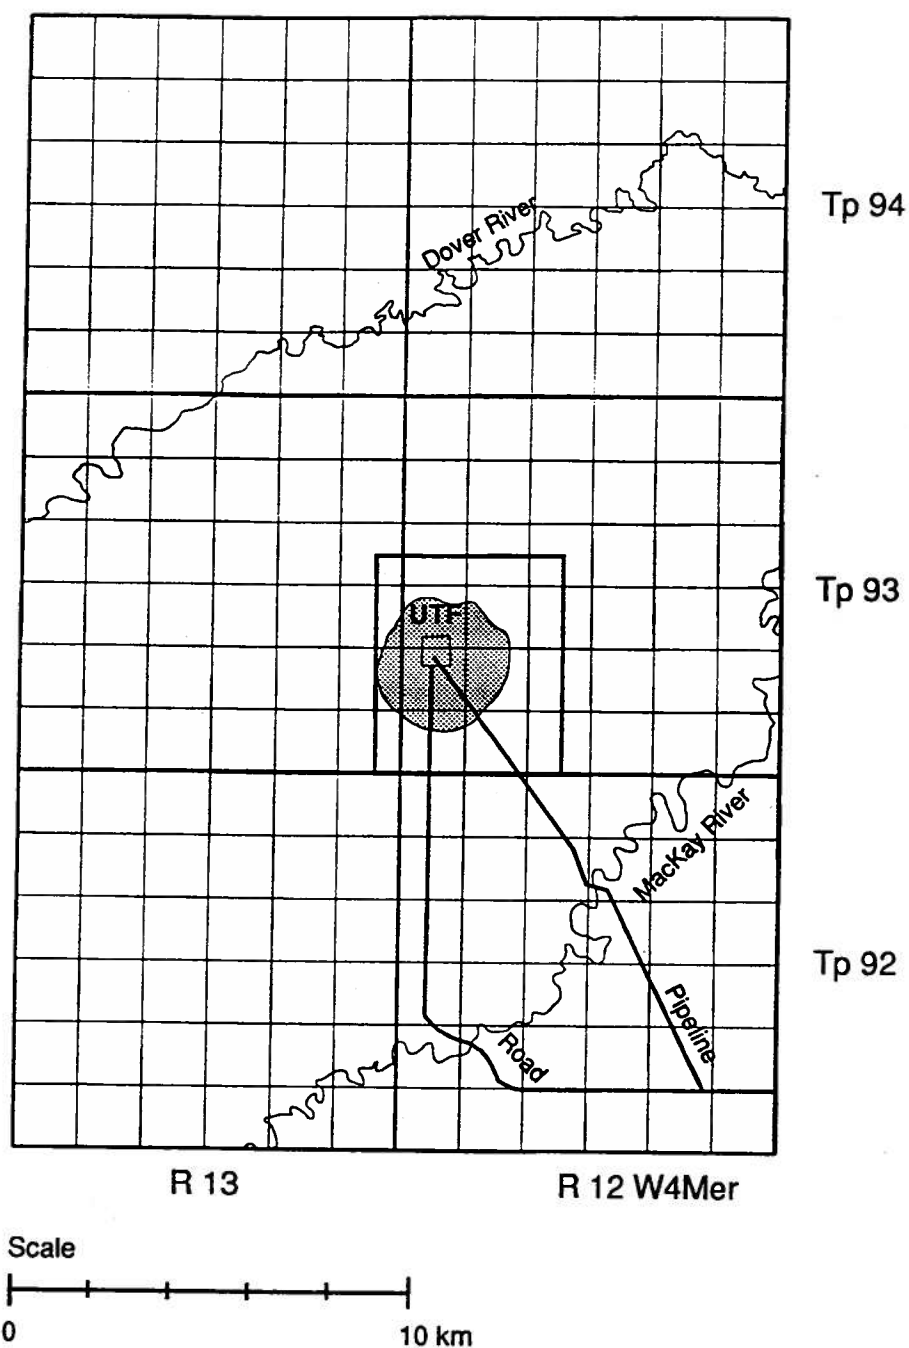 Dover River
Tp 94
Tp 93
UTF
MacKay River
Tp 92
Pipeline
Road
R 13
R 12 W4Mer
Scale
0
10 km